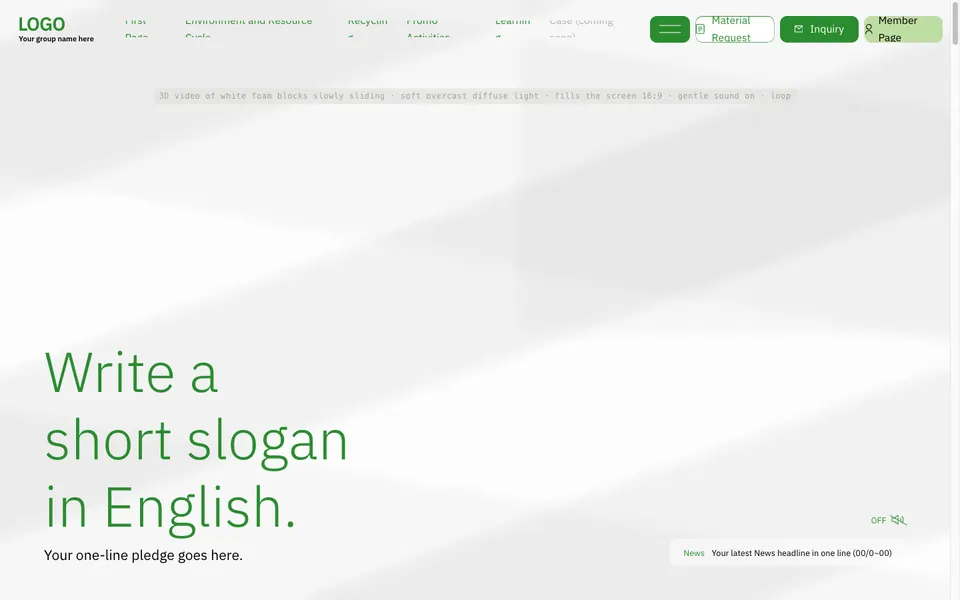 LOGO
Your group name here
First
Page
Environment and Resource
Cycle
Recyclin
g
Promo
Activities
Learnin
g
Case (coming
soon)
Material
Request
Inquiry
Member
Page
3D video of white foam blocks slowly sliding · soft overcast diffuse light · fills the screen 16:9 · gentle sound on · loop
Write a
short slogan
in English.
Your one-line pledge goes here.
OFF
News Your latest News headline in one line (00/0~00)